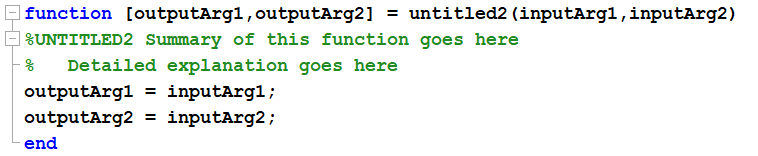 function [outputArg1,outputArg2] = untitled2(inputArg1,inputArg2)
%UNTITLED2 Summary of this function goes here
%   Detailed explanation goes here
outputArg1 = inputArg1;
outputArg2 = inputArg2;
end